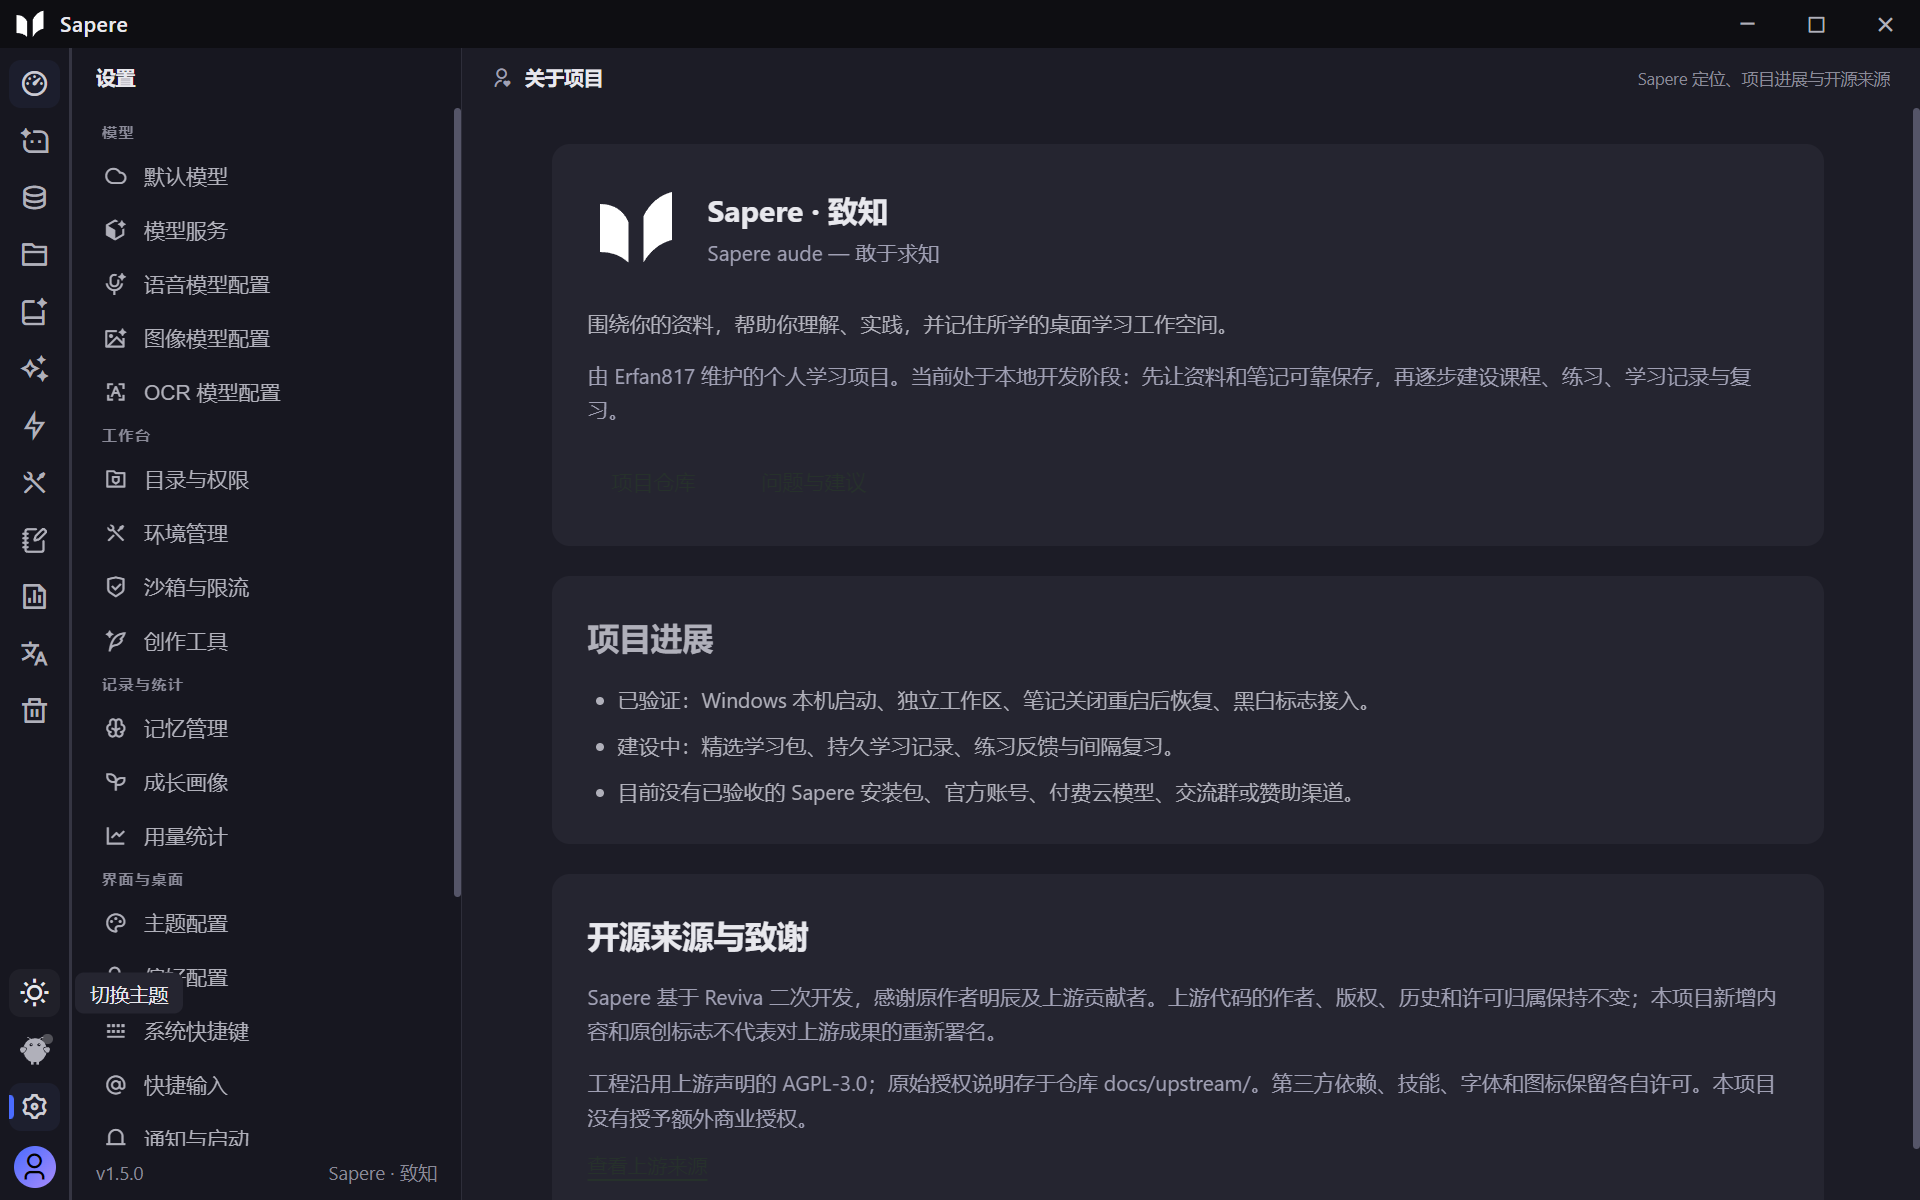 Sapere
设置
模型
默认模型
模型服务
语音模型配置
图像模型配置
OCR 模型配置
工作台
目录与权限
环境管理
沙箱与限流
创作工具
记录与统计
记忆管理
成长画像
用量统计
界面与桌面
主题配置
偏好配置
切换主题
系统快捷键
快捷输入
通知与启动
v1.5.0
Sapere · 致知
关于项目
Sapere 定位、项目进展与开源来源
Sapere · 致知
Sapere aude — 敢于求知
围绕你的资料，帮助你理解、实践，并记住所学的桌面学习工作空间。
由 Erfan817 维护的个人学习项目。当前处于本地开发阶段：先让资料和笔记可靠保存，再逐步建设课程、练习、学习记录与复
习。
项目仓库
问题与建议
项目进展
已验证：Windows 本机启动、独立工作区、笔记关闭重启后恢复、黑白标志接入。
建设中：精选学习包、持久学习记录、练习反馈与间隔复习。
目前没有已验收的 Sapere 安装包、官方账号、付费云模型、交流群或赞助渠道。
开源来源与致谢
Sapere 基于 Reviva 二次开发，感谢原作者明辰及上游贡献者。上游代码的作者、版权、历史和许可归属保持不变；本项目新增内
容和原创标志不代表对上游成果的重新署名。
工程沿用上游声明的 AGPL-3.0；原始授权说明存于仓库 docs/upstream/。第三方依赖、技能、字体和图标保留各自许可。本项目
没有授予额外商业授权。
查看上游来源